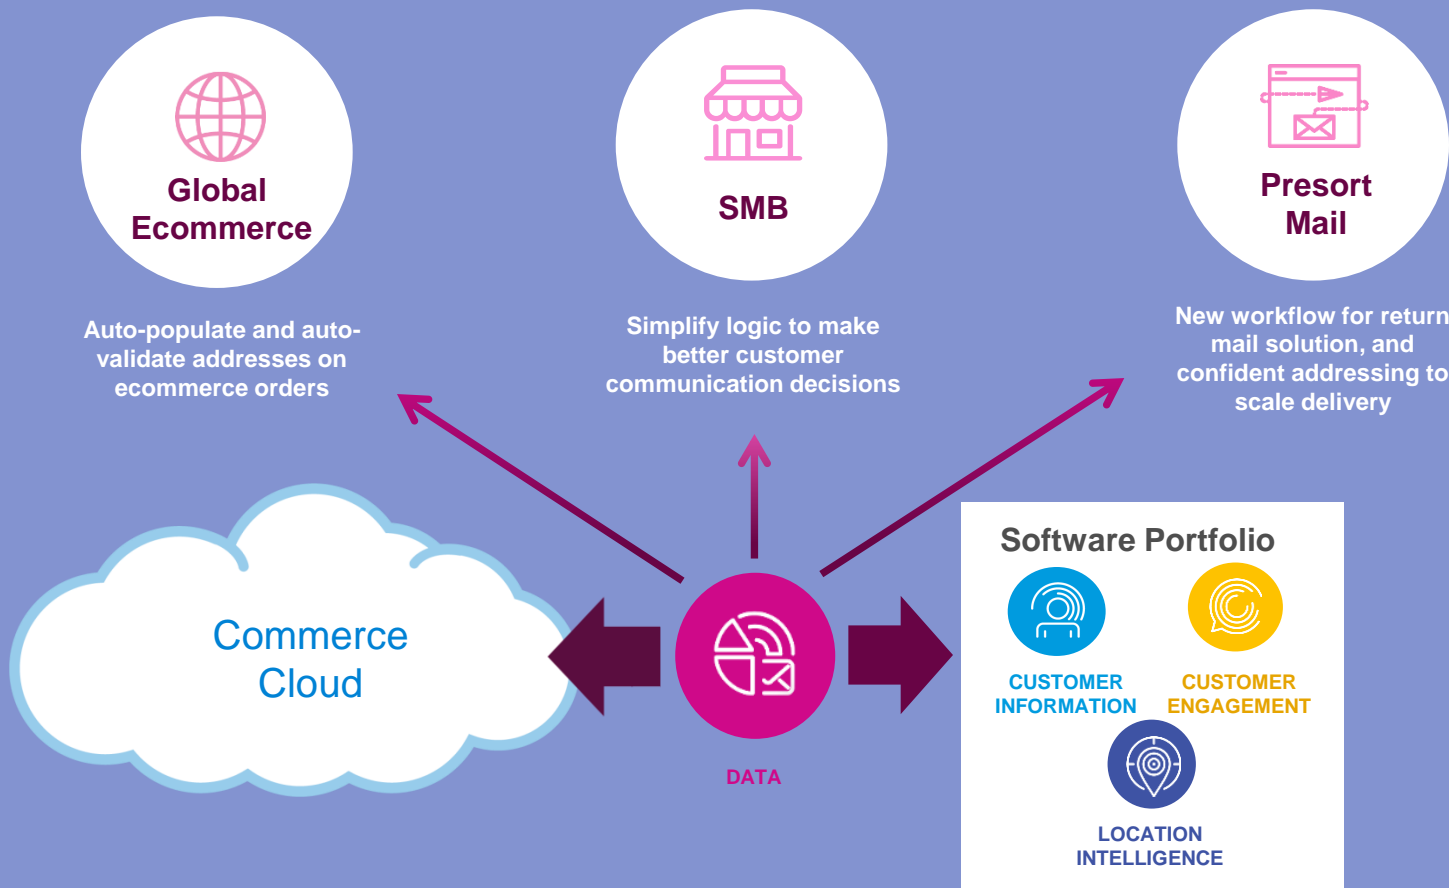 Global
Ecommerce
SMB
Presort
Mail
Auto-populate and auto-
validate addresses on
ecommerce orders
Simplify logic to make
better customer
communication decisions
New workflow for return
mail solution, and
confident addressing to
scale delivery
Commerce
Cloud
DATA
Software Portfolio
CUSTOMER
INFORMATION
CUSTOMER
ENGAGEMENT
LOCATION
INTELLIGENCE